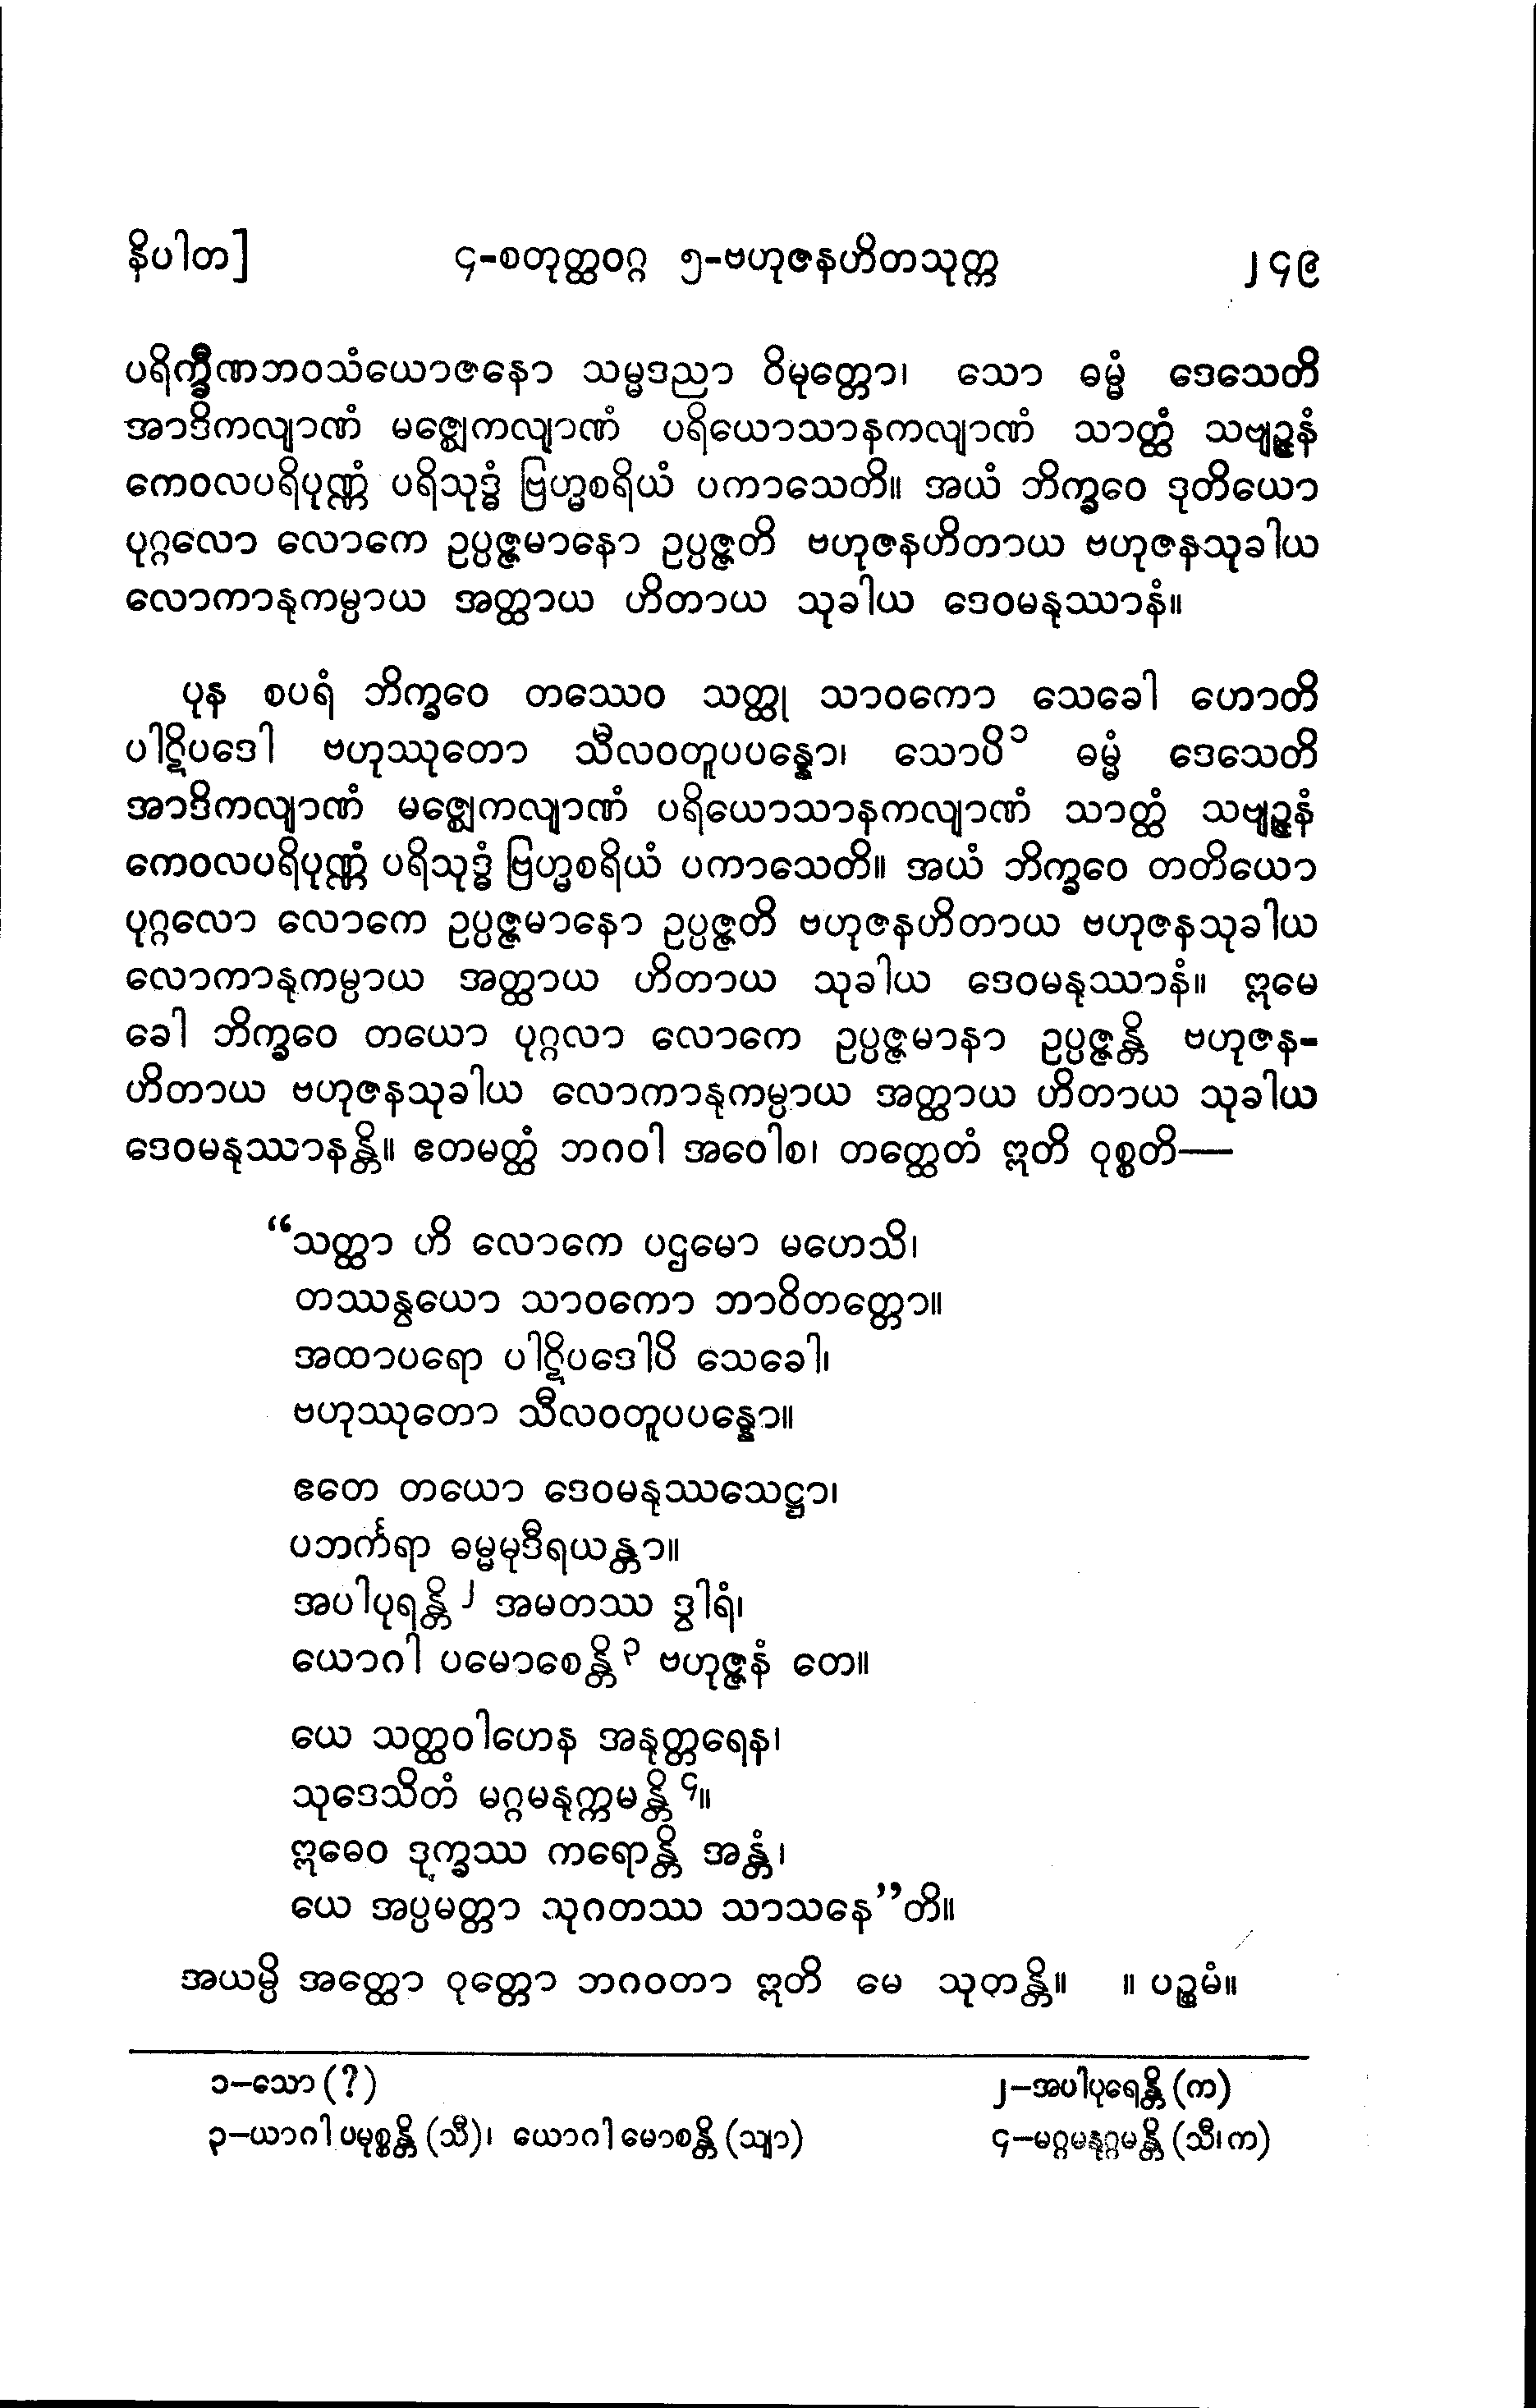 နိပါတ]	၄-စတုတ္ထဝဂ္ဂ ၅-ဗဟုဇနဟိတသုတ္တ	၂၄၉
ပရိက္ခီဏဘဝသံယောဇနော သမ္မဒညာ ဝိမုတ္တော၊ သော ဓမ္မံ ဒေသေတိ
အာဒိကလျာဏံ မဇ္ဈေကလျာဏံ ပရိယောသာနကလျာဏံ သာတ္ထံ သဗျဉ္ဇနံ
ကေဝလပရိပုဏ္ဏံ ပရိသုဒ္ဓံ ဗြဟ္မစရိယံ ပကာသေတိ။ အယံ ဘိက္ခဝေ ဒုတိယော
ပုဂ္ဂလော လောကေ ဥပ္ပဇ္ဇမာနော ဥပ္ပဇ္ဇတိ ဗဟုဇနဟိတာယ ဗဟုဇနသုခါယ
လောကာနုကမ္ပာယ အတ္ထာယ ဟိတာယ သုခါယ ဒေဝမနုဿာနံ။
ပုန စပရံ ဘိက္ခဝေ တဿေဝ သတ္ထု သာဝကော သေခေါ ဟောတိ
ပါဋိပဒေါ ဗဟုဿုတော သီလဝတူပပန္နော၊ သောပိ၁ ဓမ္မံ ဒေသေတိ
အာဒိကလျာဏံ မဇ္ဈေကလျာဏံ ပရိယောသာနကလျာဏံ သာတ္ထံ သဗျဉ္ဇနံ
ကေဝလပရိပုဏ္ဏံ ပရိသုဒ္ဓံ ဗြဟ္မစရိယံ ပကာသေတိ။ အယံ ဘိက္ခဝေ တတိယော
ပုဂ္ဂလော လောကေ ဥပ္ပဇ္ဇမာနော ဥပ္ပဇ္ဇတိ ဗဟုဇနဟိတာယ ဗဟုဇနသုခါယ
လောကာနုကမ္ပာယ အတ္ထာယ ဟိတာယ သုခါယ ဒေဝမနုဿာနံ။ ဣမေ
ခေါ ဘိက္ခဝေ တယော ပုဂ္ဂလာ လောကေ ဥပ္ပဇ္ဇမာနာ ဥပ္ပဇ္ဇန္တိ ဗဟုဇန-
ဟိတာယ ဗဟုဇနသုခါယ လောကာနုကမ္ပာယ အတ္ထာယ ဟိတာယ သုခါယ
ဒေဝမနုဿာနန္တိ။ ဧတမတ္ထံ ဘဂဝါ အဝေါစ၊ တတ္ထေတံ ဣတိ ဝုစ္စတိ—
“သတ္ထာ ဟိ လောကေ ပဌမော မဟေသိ၊
တဿနွယော သာဝကော ဘာဝိတတ္တော။
အထာပရော ပါဋိပဒေါပိ သေခေါ၊
ဗဟုဿုတော သီလဝတူပပန္နော။
ဧတေ တယော ဒေဝမနုဿသေဋ္ဌာ၊
ပဘင်္ကရာ ဓမ္မမုဒီရယန္တာ။
အပါပုရန္တိ၂ အမတဿ ဒွါရံ၊
ယောဂါ ပမောစေန္တိ၃ ဗဟုဇ္ဇနံ တေ။
ယေ သတ္ထဝါဟေန အနုတ္တရေန၊
သုဒေသိတံ မဂ္ဂမနုက္ကမန္တိ၄။
ဣဓေဝ ဒုက္ခဿ ကရောန္တိ အန္တံ၊
ယေ အပ္ပမတ္တာ သုဂတဿ သာသနေ”တိ။
အယမ္ပိ အတ္ထော ဝုတ္တော ဘဂဝတာ ဣတိ မေ သုတန္တိ။ ။ ပဉ္စမံ။
၁—သော (?)	၂—အပါပုရေန္တိ (က)
၃—ယာဂါ ပမုစ္စန္တိ (သီ)၊ ယောဂါ မောစန္တိ (သျာ)	၄—မဂ္ဂမနုဂ္ဂမန္တိ (သီ၊ က)